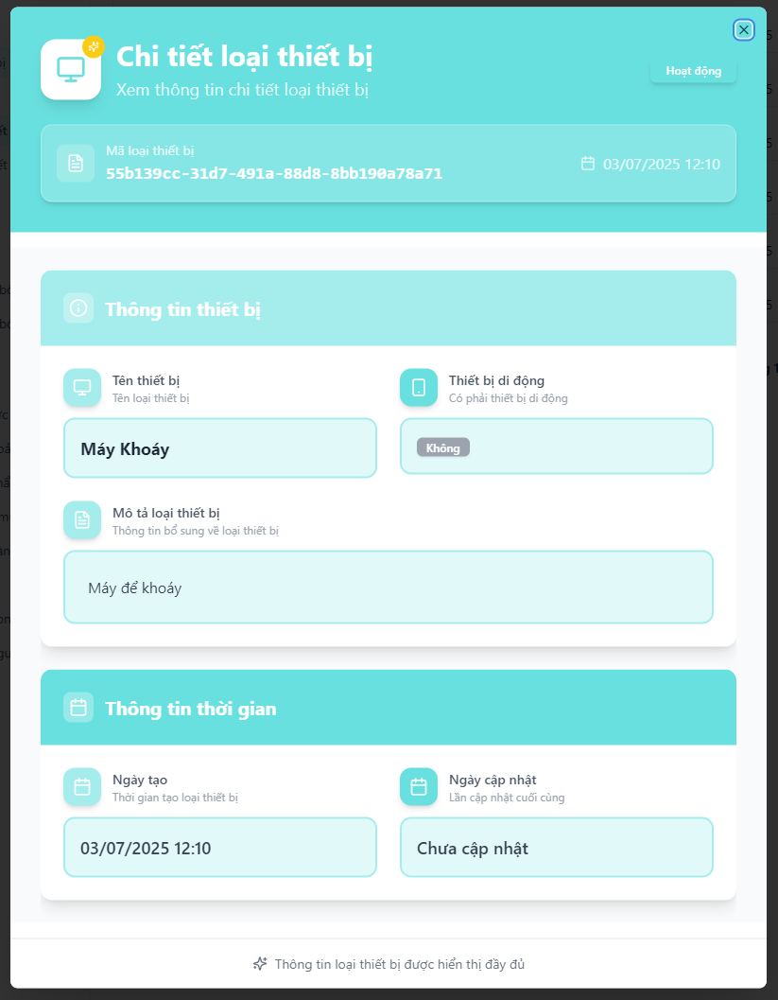 Chi tiết loại thiết bị
Xem thông tin chi tiết loại thiết bị
Hoạt động
Mã loại thiết bị
55b139cc-31d7-491a-88d8-8bb190a78a71
03/07/2025 12:10
Thông tin thiết bị
Tên thiết bị
Tên loại thiết bị
Máy Khoáy
Thiết bị di động
Có phải thiết bị di động
Không
Mô tả loại thiết bị
Thông tin bổ sung về loại thiết bị
Máy để khoáy
Thông tin thời gian
Ngày tạo
Thời gian tạo loại thiết bị
03/07/2025 12:10
Ngày cập nhật
Lần cập nhật cuối cùng
Chưa cập nhật
Thông tin loại thiết bị được hiển thị đầy đủ